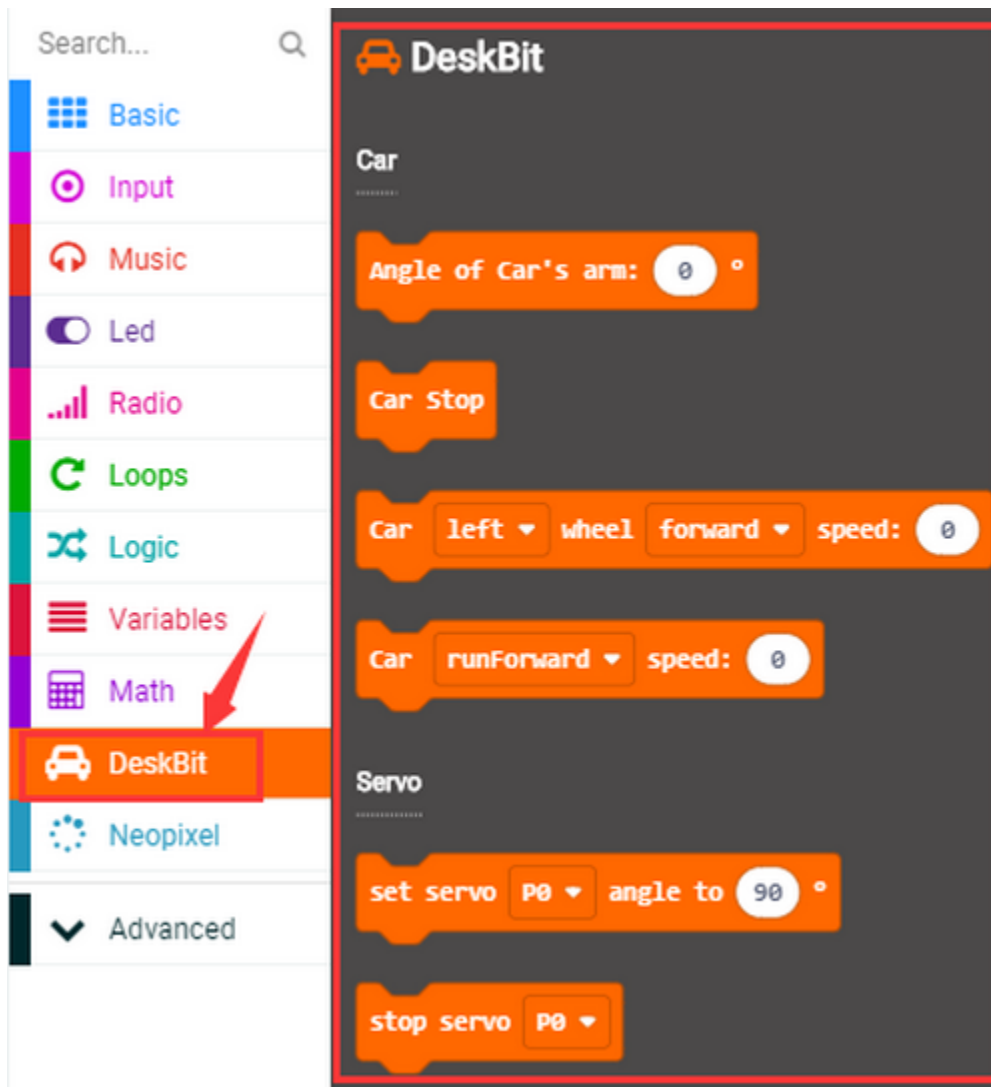 Search...
Basic
Input
Music
Led
Radio
Loops
Logic
Variables
Math
DeskBit
Neopixel
Advanced
DeskBit
Car
Angle of Car's arm: 0 °
Car Stop
Car left wheel forward speed: 0
Car runForward speed: 0
Servo
set servo P0 angle to 90 °
stop servo P0